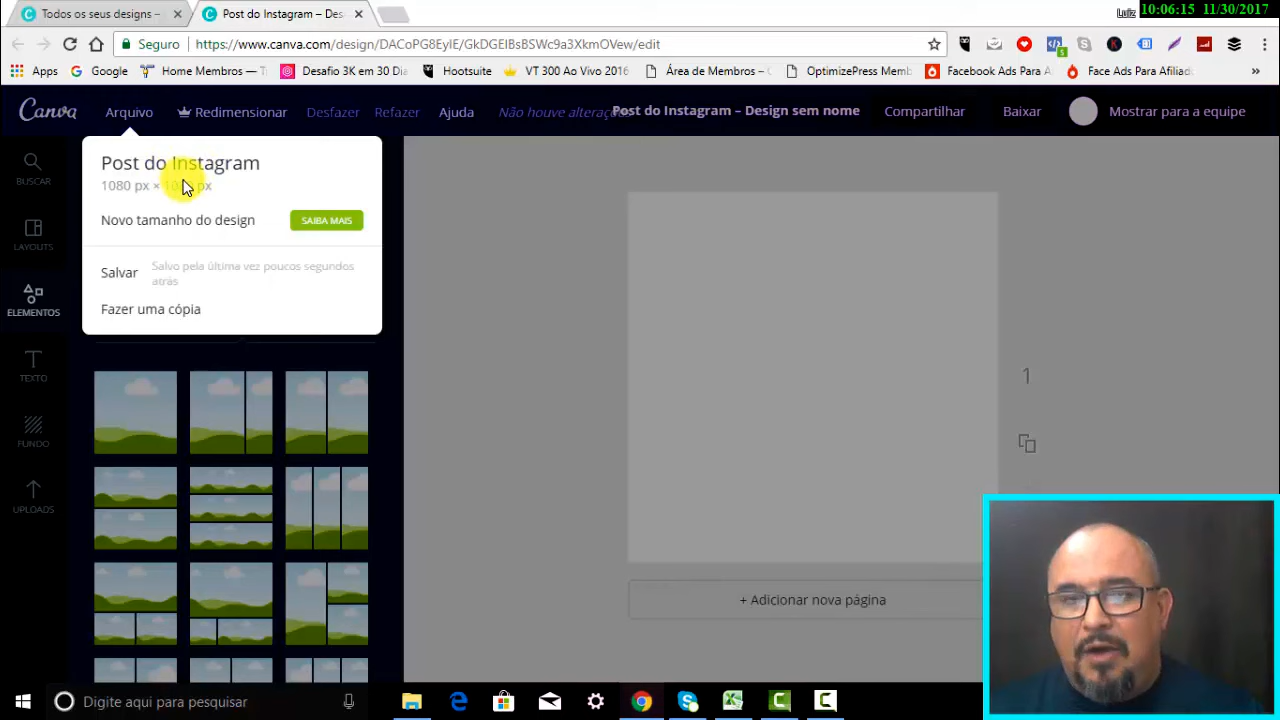 Todos os seus designs –
Post do Instagram – Des
Luiz
10:06:15 11/30/2017
Seguro
https://www.canva.com/design/DACoPG8EyIE/GkDGEIBsBSWc9a3XkmOVew/edit
Apps
Google
Home Membros — T
Desafio 3K em 30 Dia
Hootsuite
VT 300 Ao Vivo 2016
Área de Membros –
OptimizePress Memb
Facebook Ads Para A
Face Ads Para Afiliad
»
Canva
Arquivo
Redimensionar
Desfazer
Refazer
Ajuda
Não houve alteraçõ
Post do Instagram – Design sem nome
Compartilhar
Baixar
Mostrar para a equipe
BUSCAR
LAYOUTS
ELEMENTOS
TEXTO
FUNDO
UPLOADS
Post do Instagram
1080 px × 1080 px
Novo tamanho do design
SAIBA MAIS
Salvar
Salvo pela última vez poucos segundos
atrás
Fazer uma cópia
1
+ Adicionar nova página
Digite aqui para pesquisar